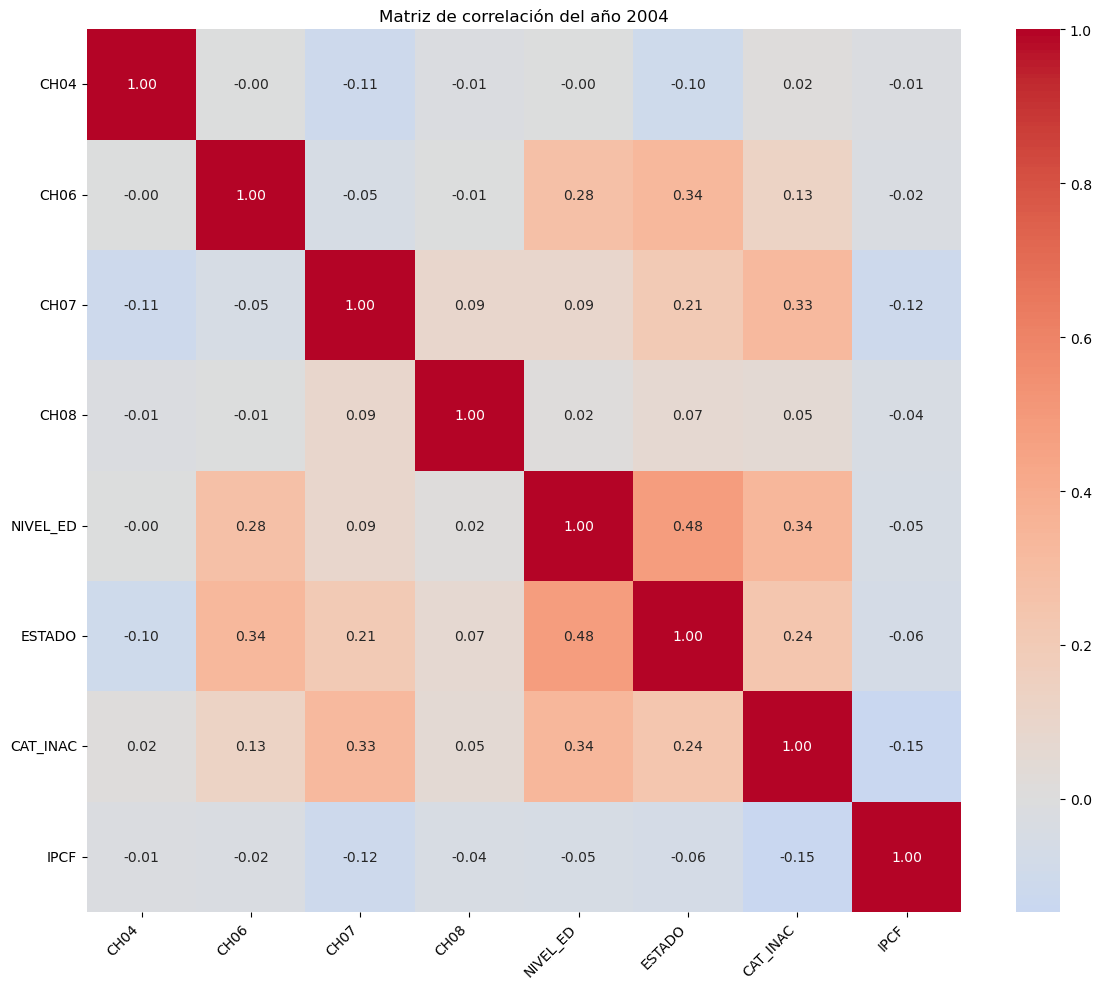 Matriz de correlación del año 2004
CH04 1.00 -0.00 -0.11 -0.01 -0.00 -0.10 0.02 -0.01
CH06 -0.00 1.00 -0.05 -0.01 0.28 0.34 0.13 -0.02
CH07 -0.11 -0.05 1.00 0.09 0.09 0.21 0.33 -0.12
CH08 -0.01 -0.01 0.09 1.00 0.02 0.07 0.05 -0.04
NIVEL_ED -0.00 0.28 0.09 0.02 1.00 0.48 0.34 -0.05
ESTADO -0.10 0.34 0.21 0.07 0.48 1.00 0.24 -0.06
CAT_INAC 0.02 0.13 0.33 0.05 0.34 0.24 1.00 -0.15
IPCF -0.01 -0.02 -0.12 -0.04 -0.05 -0.06 -0.15 1.00
CH04 CH06 CH07 CH08 NIVEL_ED ESTADO CAT_INAC IPCF
1.0
0.8
0.6
0.4
0.2
0.0